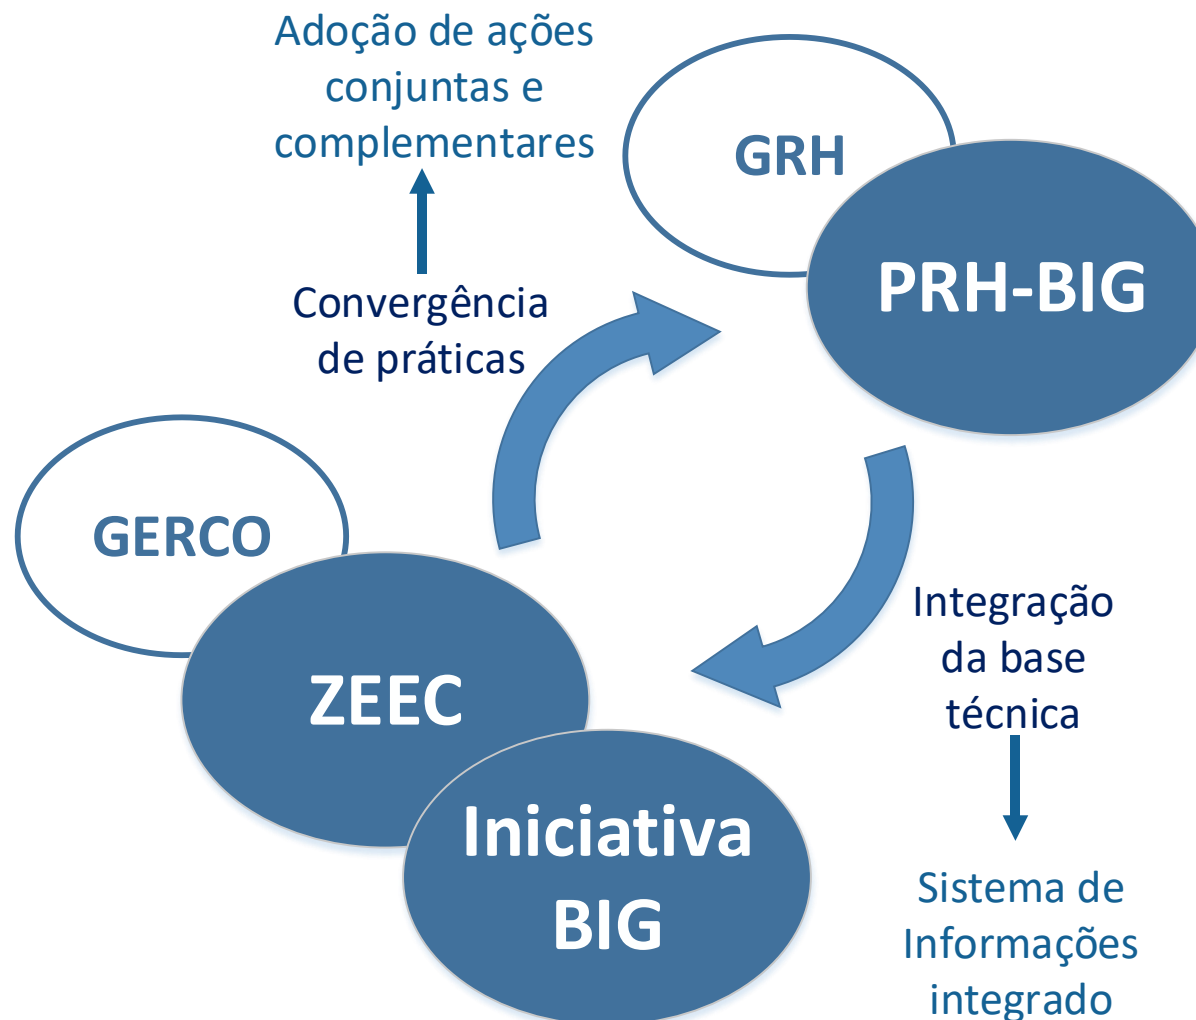 Adoção de ações
conjuntas e
complementares
GRH
PRH-BIG
Convergência
de práticas
GERCO
ZEEC
Iniciativa
BIG
Integração
da base
técnica
Sistema de
Informações
integrado